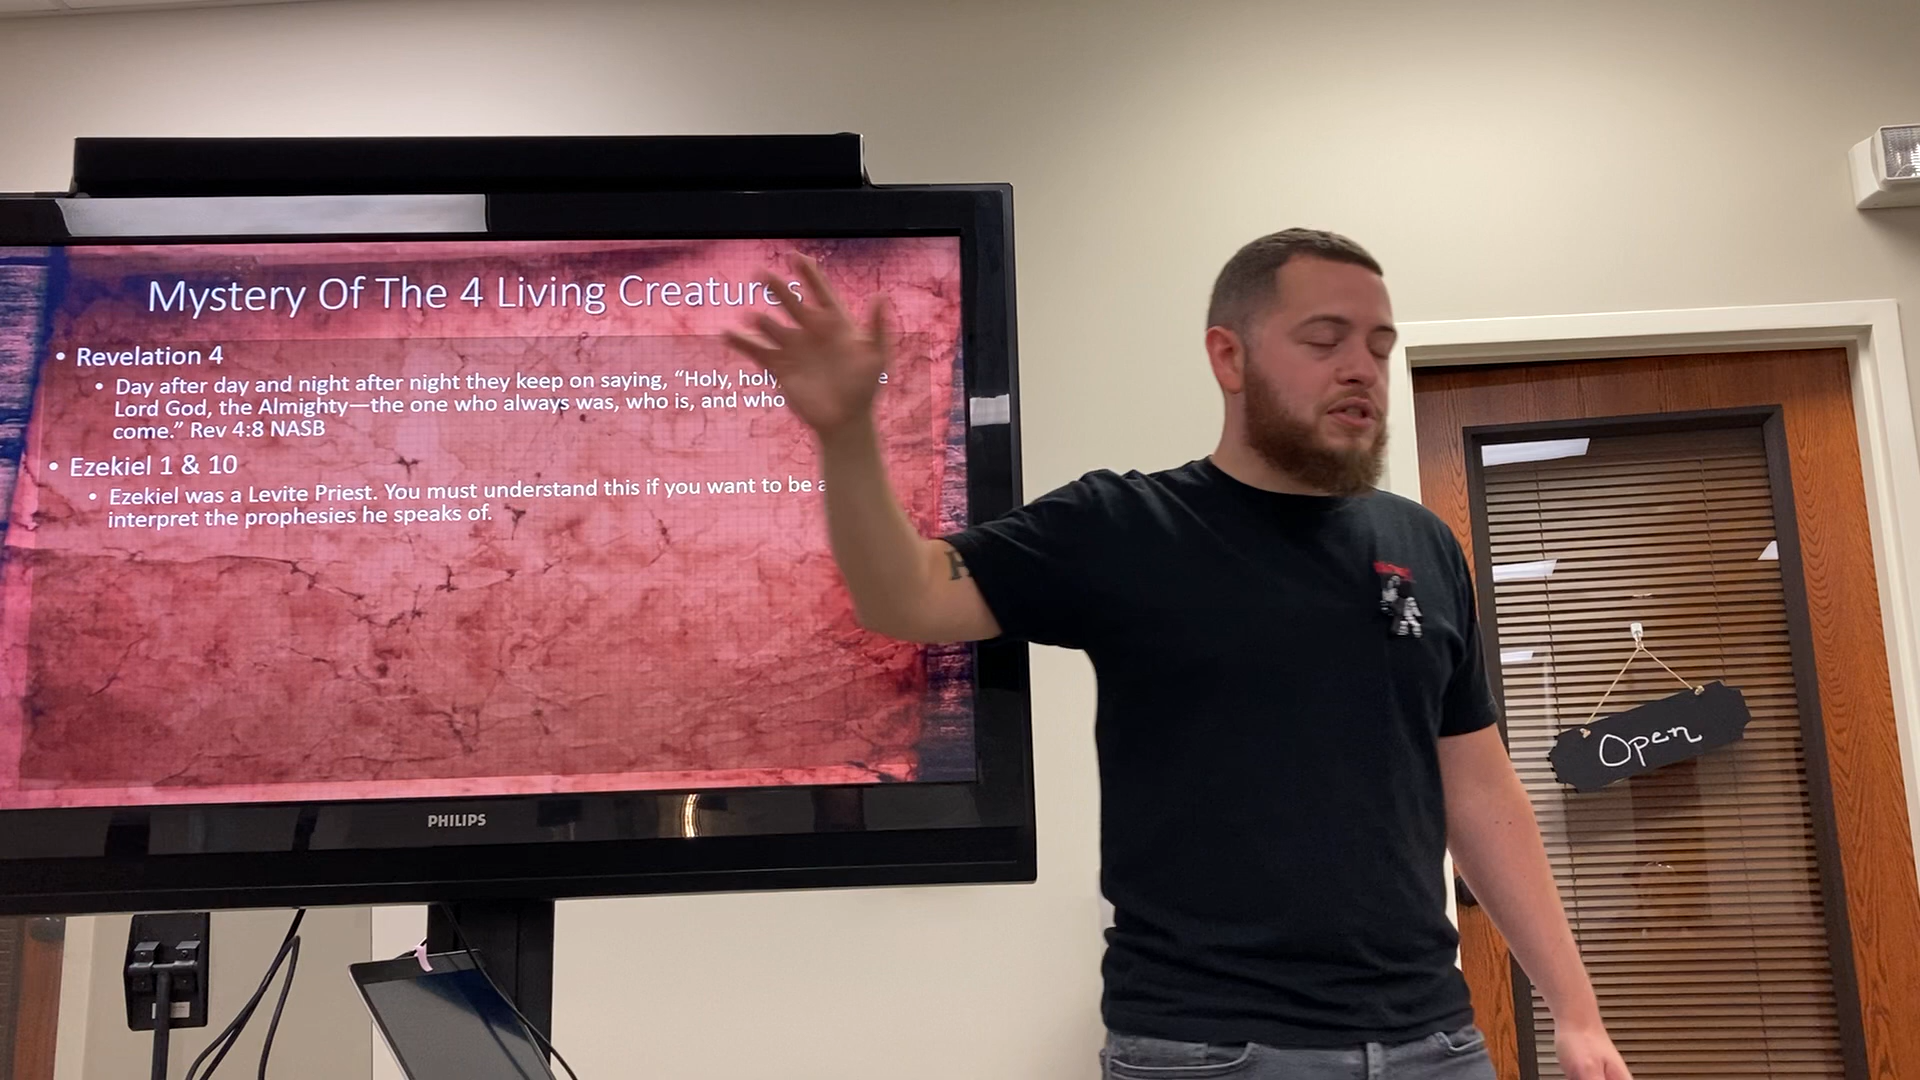 Mystery Of The 4 Living Creatures
• Revelation 4
• Day after day and night after night they keep on saying, “Holy, holy, e
Lord God, the Almighty—the one who always was, who is, and who
come.” Rev 4:8 NASB
• Ezekiel 1 & 10
• Ezekiel was a Levite Priest. You must understand this if you want to be a
interpret the prophesies he speaks of.
PHILIPS
Open